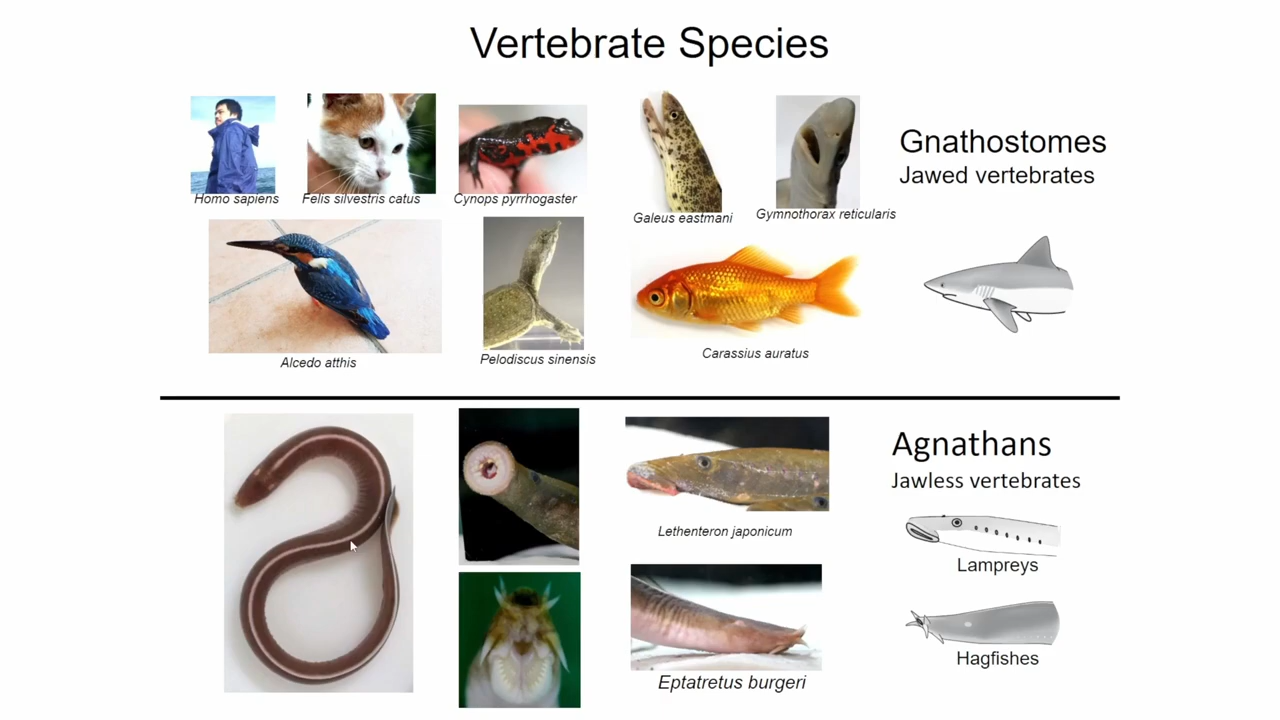 Vertebrate Species
Homo sapiens
Felis silvestris catus
Cynops pyrrhogaster
Galeus eastmani
Gymnothorax reticularis
Gnathostomes
Jawed vertebrates
Alcedo atthis
Pelodiscus sinensis
Carassius auratus
Agnathans
Jawless vertebrates
Lethenteron japonicum
Lampreys
Eptatretus burgeri
Hagfishes